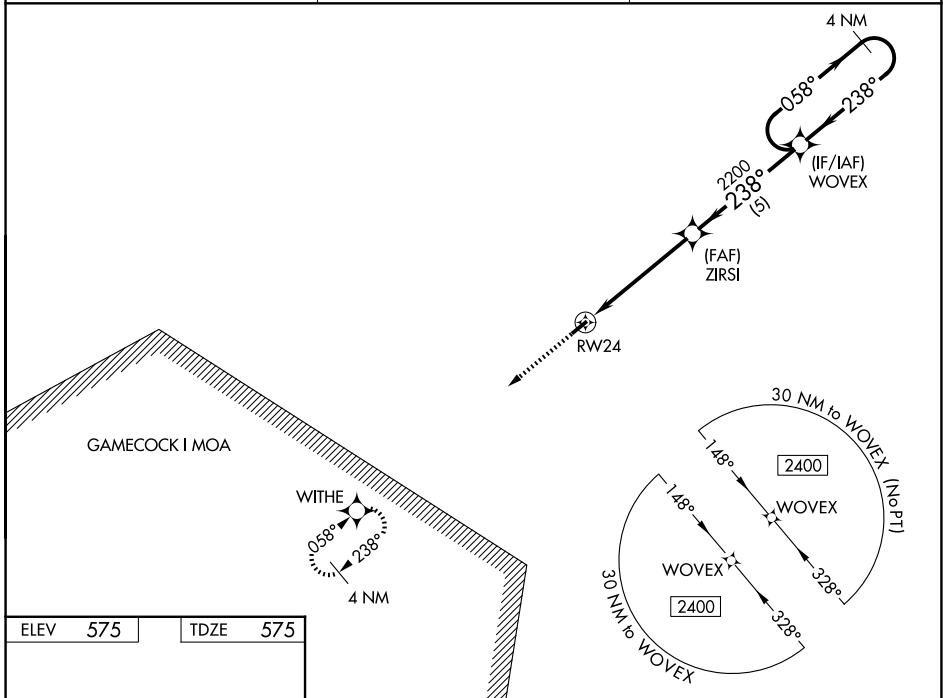 4 NM
058°
238°
(IF/IAF)
WOVEX
2200
238°
(5)
(FAF)
ZIRSI
RW24
GAMECOCK I MOA
WITHE
058°
238°
4 NM
30 NM to WOVEX (NoPT)
148°
2400
WOVEX
328°
148°
WOVEX
2400
328°
30 NM to WOVEX
ELEV 575
TDZE 575